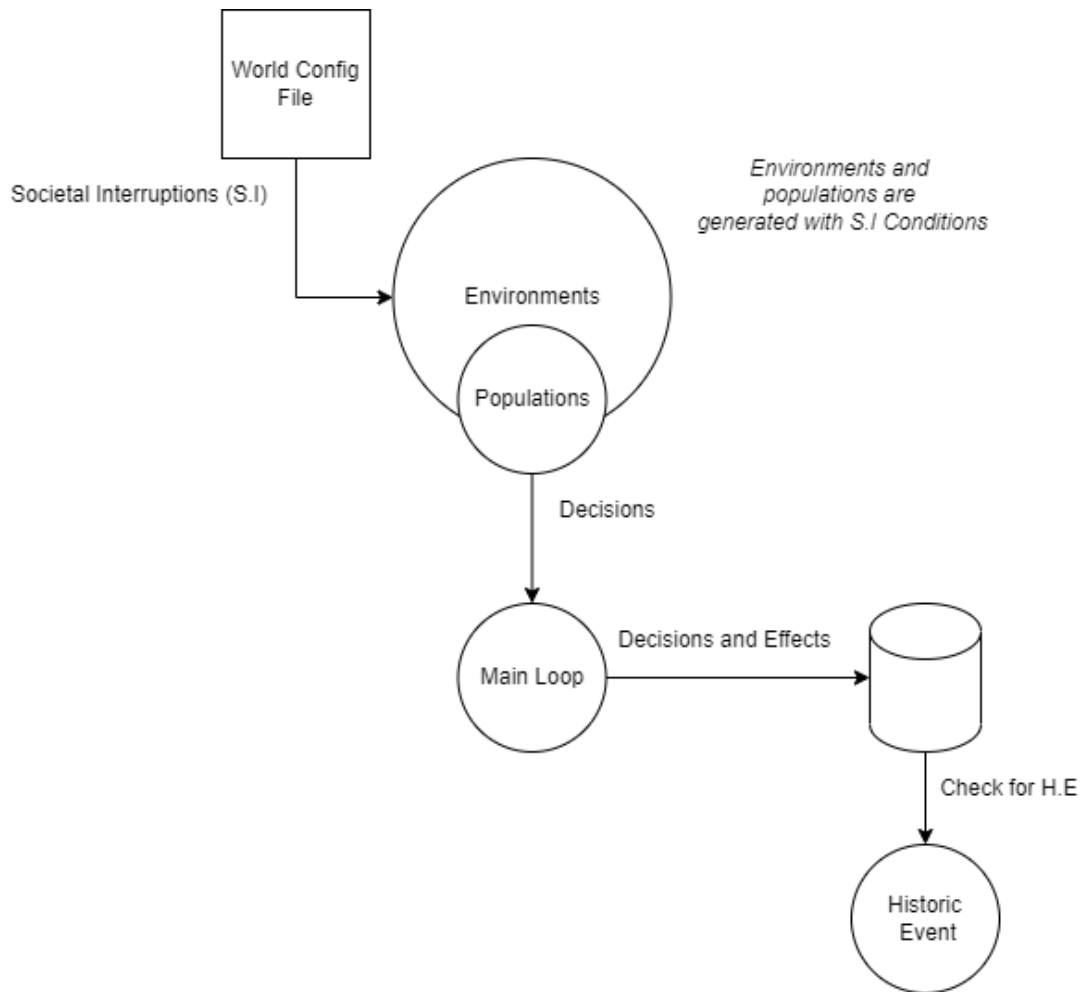 World Config
File
Societal Interruptions (S.I)
Environments and
populations are
generated with S.I Conditions
Environments
Populations
Decisions
Main Loop
Decisions and Effects
Check for H.E
Historic
Event